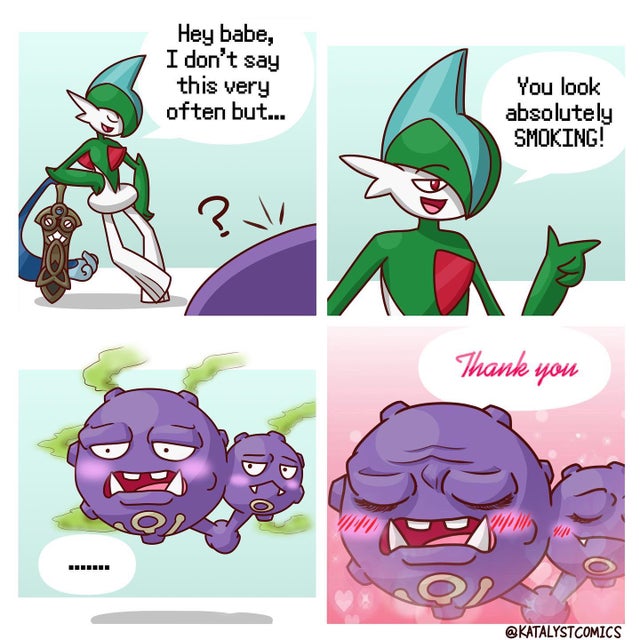 Hey babe,
I don't say
this very
often but...
?
You look
absolutely
SMOKING!
.......
Thank you
@KATALYSTCOMICS